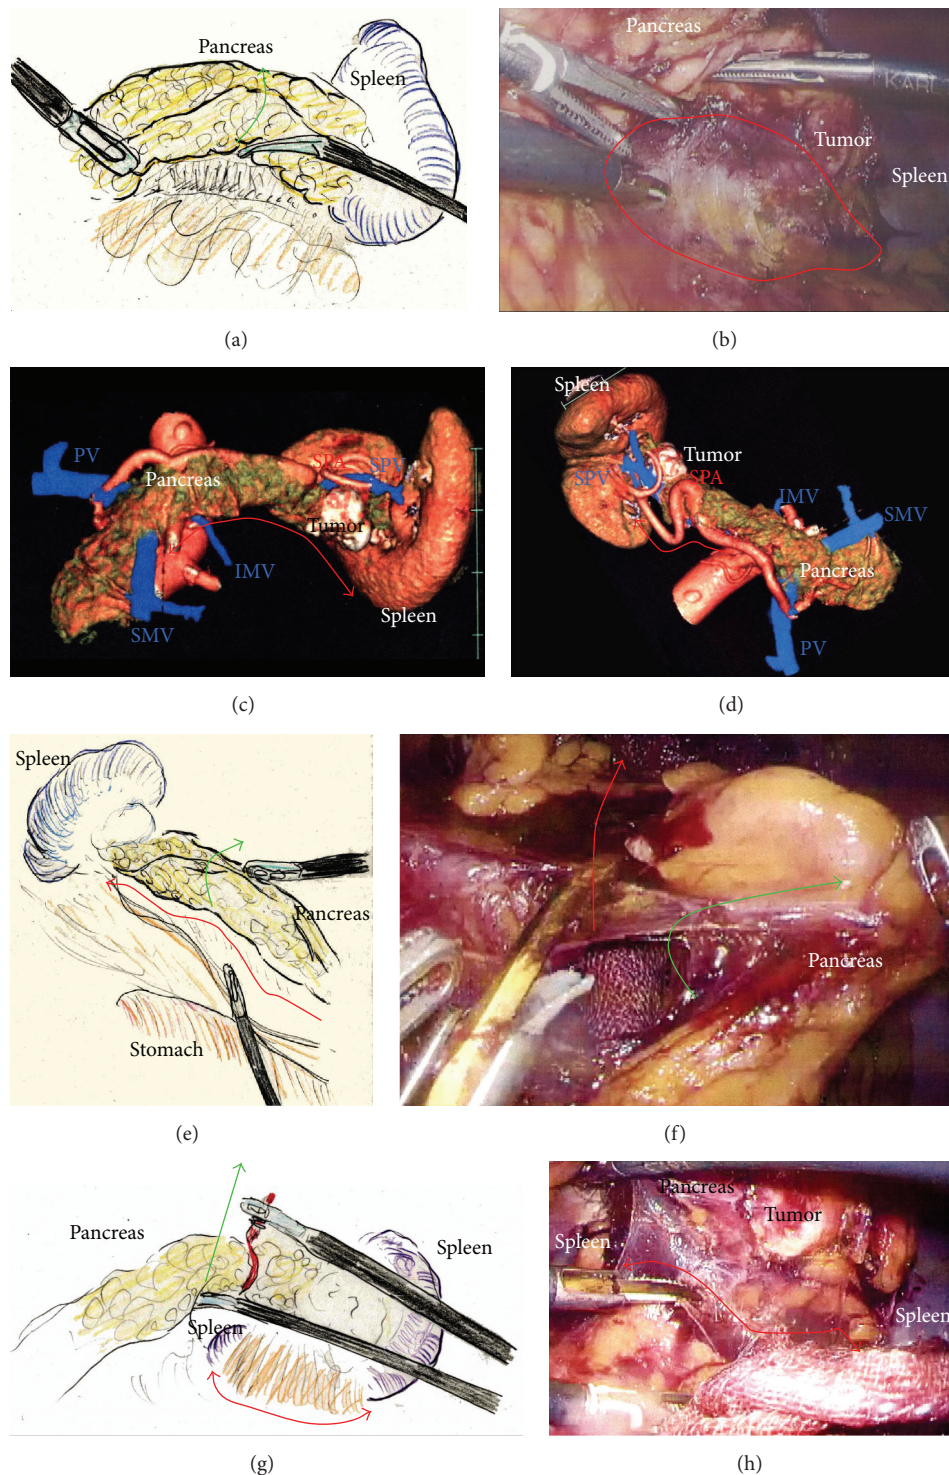 Pancreas
Spleen
(a)
Pancreas
KARL
Tumor
Spleen
(b)
PV
Pancreas
SPA
SPV
Tumor
IMV
SMV
Spleen
(c)
Spleen
Tumor
SPV
SPA
IMV
SMV
Pancreas
PV
(d)
Spleen
Pancreas
Stomach
(e)
Pancreas
(f)
Pancreas
Spleen
Spleen
(g)
Pancreas
Tumor
Spleen
Spleen
(h)